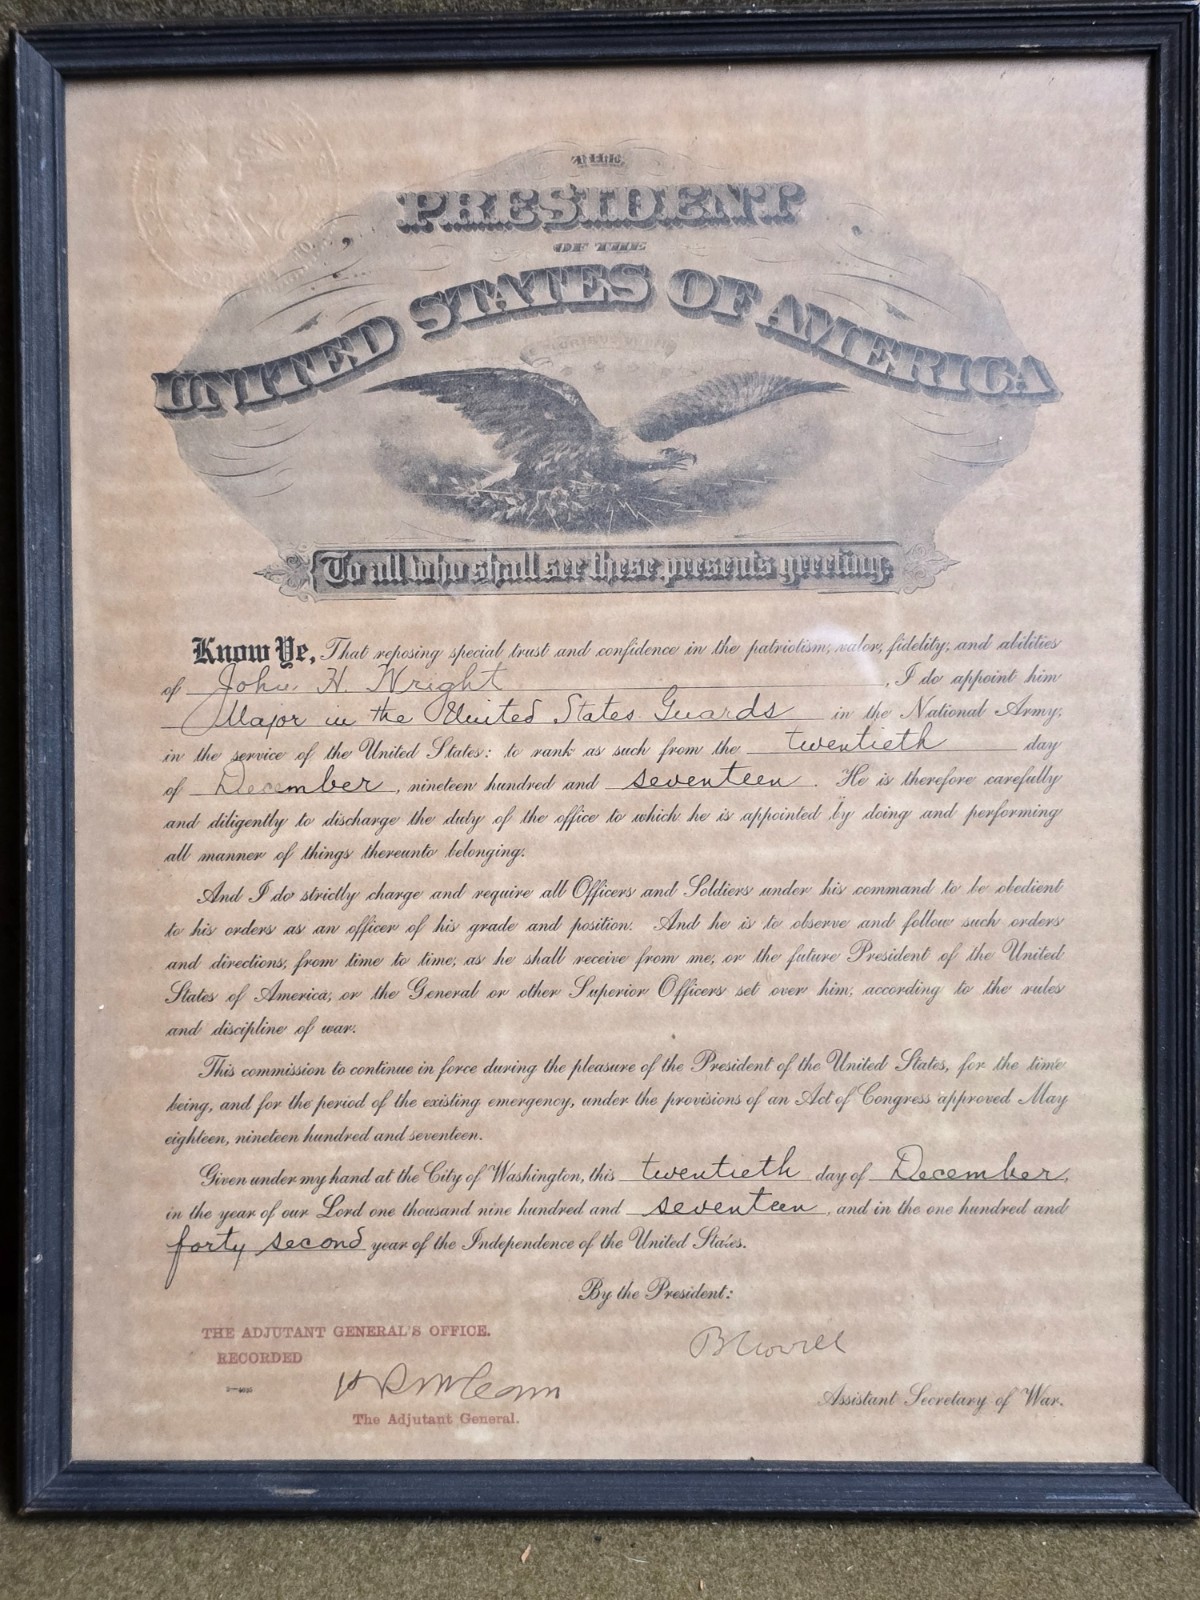 THE
PRESIDENT
OF THE
UNITED STATES OF AMERICA
To all who shall see these presents greeting:
Know Ye, That reposing special trust and confidence in the patriotism, valor, fidelity, and abilities
of John H. Wright, I do appoint him
Major in the United States Guards in the National Army,
in the service of the United States: to rank as such from the twentieth day
of December, nineteen hundred and seventeen. He is therefore carefully
and diligently to discharge the duty of the office to which he is appointed by doing and performing
all manner of things thereunto belonging.
And I do strictly charge and require all Officers and Soldiers under his command to be obedient
to his orders as an officer of his grade and position. And he is to observe and follow such orders
and directions, from time to time, as he shall receive from me, or the future President of the United
States of America, or the General or other Superior Officers set over him, according to the rules
and discipline of war.
This commission to continue in force during the pleasure of the President of the United States, for the time
being, and for the period of the existing emergency, under the provisions of an Act of Congress approved May
eighteen, nineteen hundred and seventeen.
Given under my hand at the City of Washington, this twentieth day of December,
in the year of our Lord one thousand nine hundred and seventeen, and in the one hundred and
forty second year of the Independence of the United States.
By the President:
THE ADJUTANT GENERAL'S OFFICE.
RECORDED
The Adjutant General.
Assistant Secretary of War.